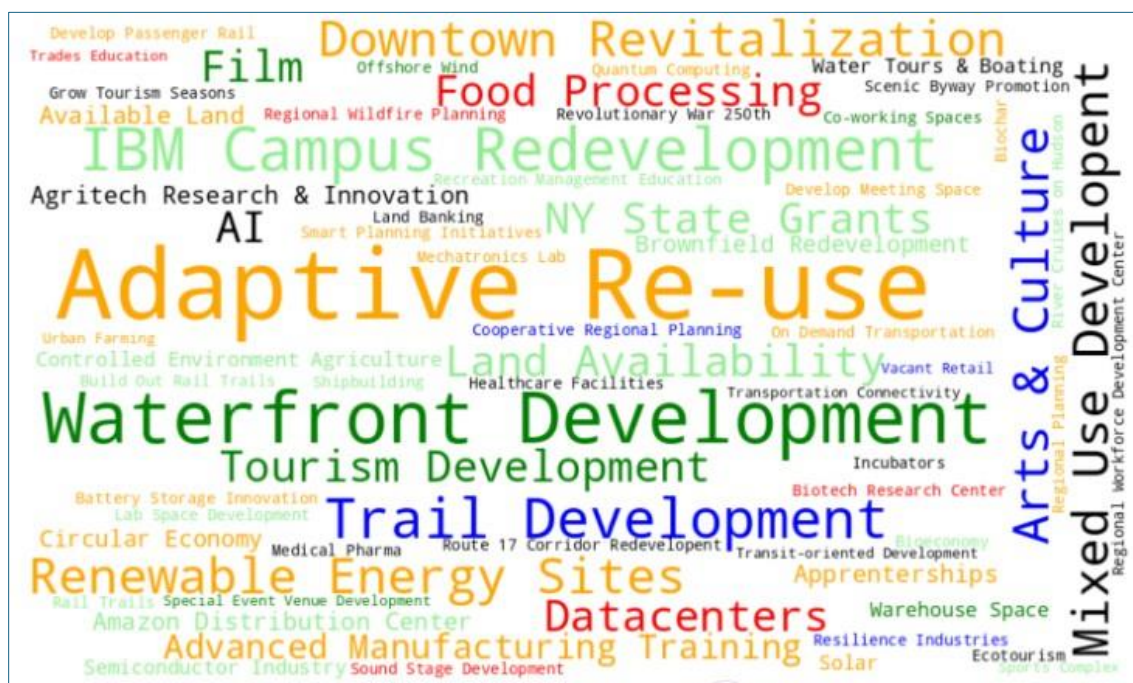 Develop Passenger Rail
Downtown Revitalization
Trades Education
Film
Offshore Wind
Quantum Computing
Water Tours & Boating
Grow Tourism Seasons
Food Processing
Scenic Byway Promotion
Available Land
Regional Wildfire Planning
Revolutionary War 250th
Co-working Spaces
Biochar
IBM Campus Redevelopment
River Cruises on Hudson
Recreation Management Education
Agritech Research & Innovation
Develop Meeting Space
AI
Land Banking
NY State Grants
Smart Planning Initiatives
Brownfield Redevelopment
Mechatronics Lab
Adaptive Re-use
Arts & Culture
Mixed Use Developent
Regional Workforce Development Center
Cooperative Regional Planning
On Demand Transportation
Urban Farming
Controlled Environment Agriculture
Land Availability
Vacant Retail
Regional Planning
Build Out Rail Trails
Shipbuilding
Healthcare Facilities
Transportation Connectivity
Waterfront Development
Tourism Development
Incubators
Battery Storage Innovation
Biotech Research Center
Lab Space Development
Trail Development
Circular Economy
Medical Pharma
Route 17 Corridor Redevelopent
Bioeconomy
Transit-oriented Development
Renewable Energy Sites
Apprenterships
Rail Trails
Special Event Venue Development
Datacenters
Warehouse Space
Amazon Distribution Center
Advanced Manufacturing Training
Resilience Industries
Ecotourism
Semiconductor Industry
Sound Stage Development
Solar
Sports Complex